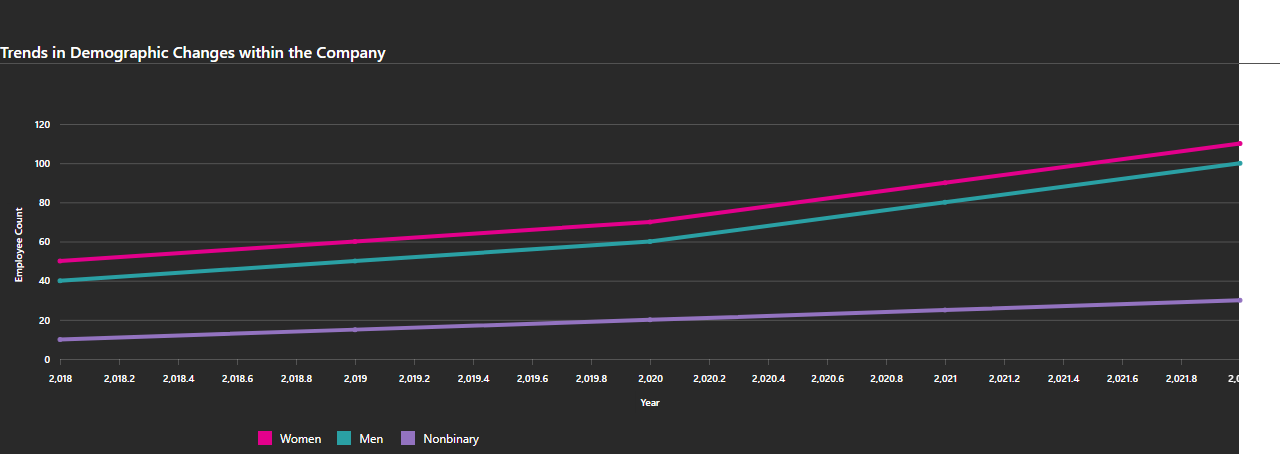 Trends in Demographic Changes within the Company
120
100
80
60
40
20
0
Employee Count
2,018 2,018.2 2,018.4 2,018.6 2,018.8 2,019 2,019.2 2,019.4 2,019.6 2,019.8 2,020 2,020.2 2,020.4 2,020.6 2,020.8 2,021 2,021.2 2,021.4 2,021.6 2,021.8
Year
Women Men Nonbinary